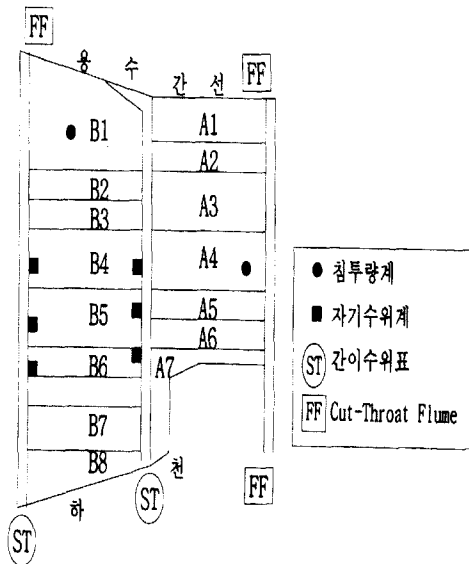 FF
용 수 간 선
FF
B1
B2
B3
B4
B5
B6
B7
B8
A1
A2
A3
A4
A5
A6
A7
하 천
ST
ST
FF
침투량계
자기수위계
ST 간이수위표
FF Cut-Throat Flume